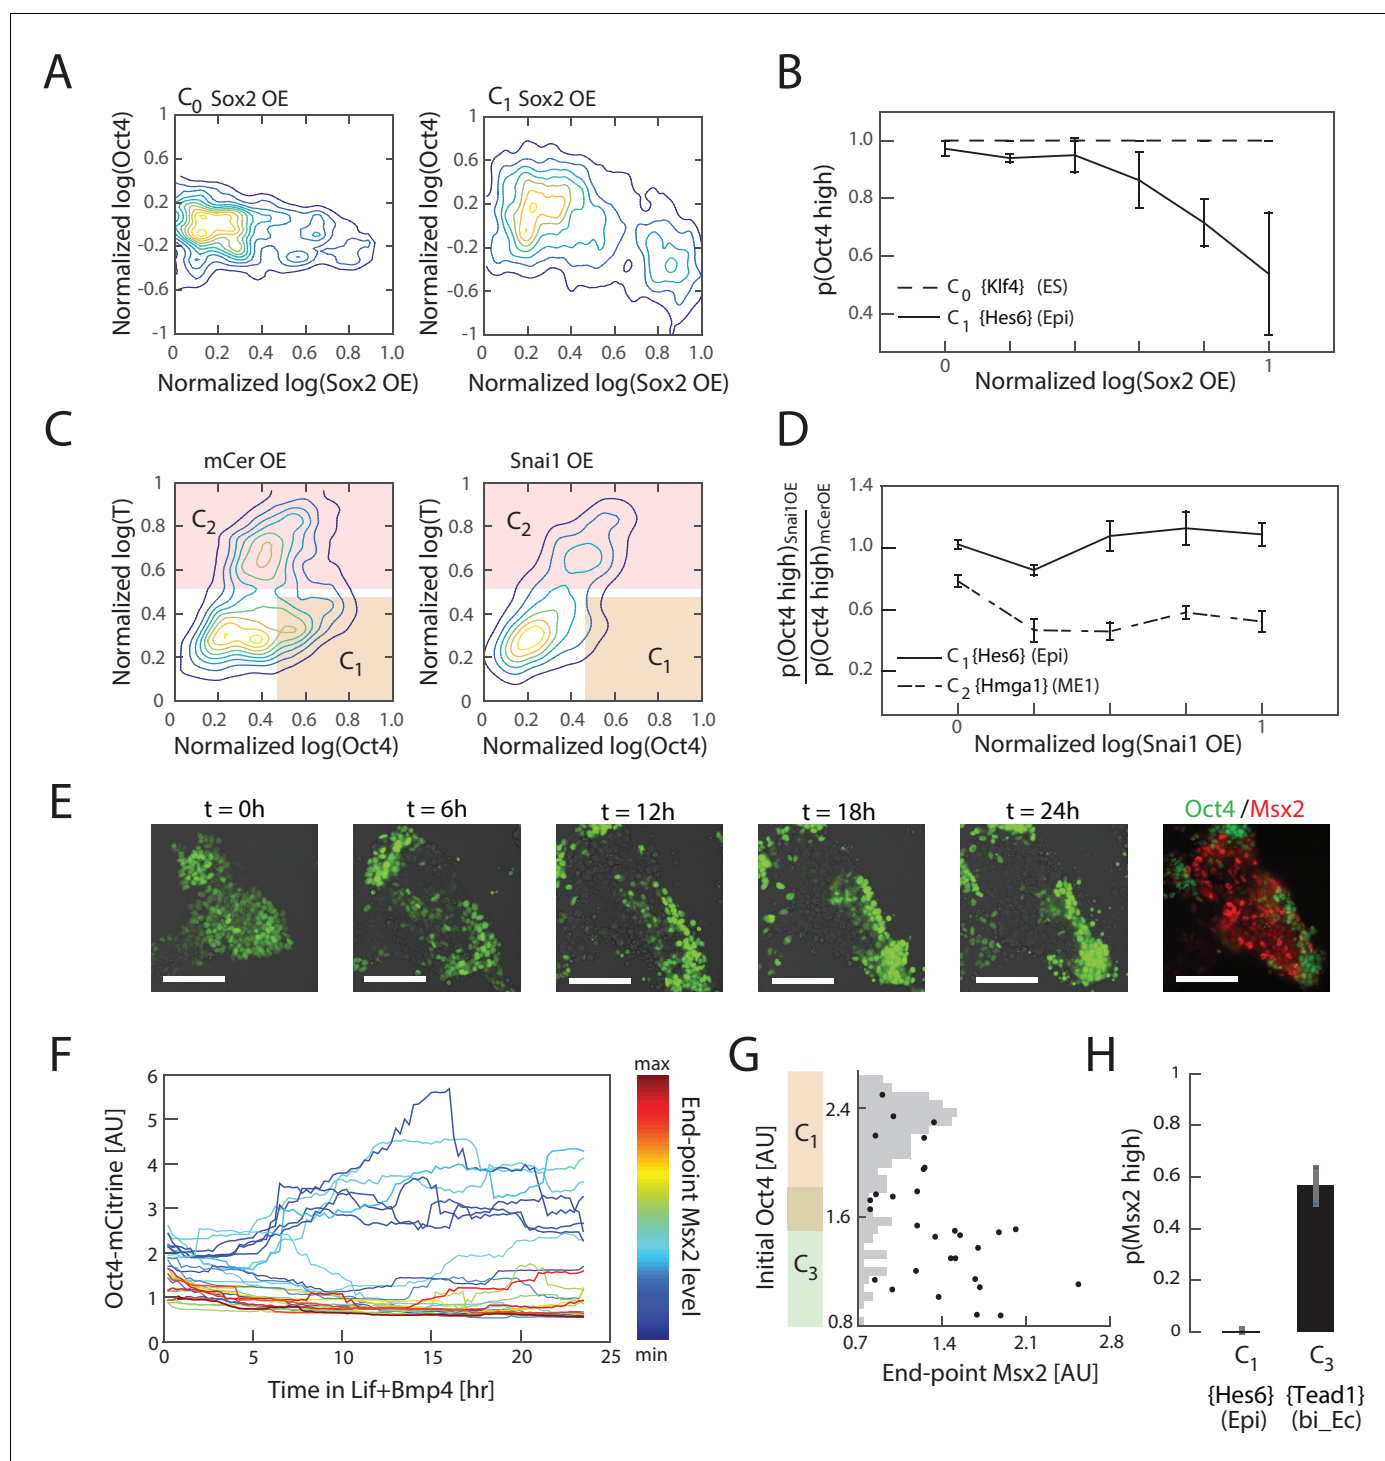 A
C0 Sox2 OE
Normalized log(Oct4)
1
0.6
0.2
-0.2
-0.6
-1
0 0.2 0.4 0.6 0.8 1.0
Normalized log(Sox2 OE)
C1 Sox2 OE
Normalized log(Oct4)
1
0.6
0.2
-0.2
-0.6
-1
0 0.2 0.4 0.6 0.8 1.0
Normalized log(Sox2 OE)
B
p(Oct4 high)
1.0
0.8
0.6
0.4
C0 {Klf4} (ES)
C1 {Hes6} (Epi)
0 1
Normalized log(Sox2 OE)
C
mCer OE
Normalized log(T)
1
0.8
0.6
0.4
0.2
0
C2
C1
0 0.2 0.4 0.6 0.8 1.0
Normalized log(Oct4)
Snai1 OE
Normalized log(T)
1
0.8
0.6
0.4
0.2
0
C2
C1
0 0.2 0.4 0.6 0.8 1.0
Normalized log(Oct4)
D
p(Oct4 high)Snai1OE
p(Oct4 high)mCerOE
1.4
1.0
0.6
0.2
C1{Hes6} (Epi)
C2 {Hmga1} (ME1)
0 1
Normalized log(Snai1 OE)
E
t = 0h
t = 6h
t = 12h
t = 18h
t = 24h
Oct4 /Msx2
F
Oct4-mCitrine [AU]
6
5
4
3
2
1
0
0 5 10 15 20 25
Time in Lif+Bmp4 [hr]
max
End-point Msx2 level
min
G
Initial Oct4 [AU]
C1
C3
2.4
1.6
0.8
0.7 1.4 2.1 2.8
End-point Msx2 [AU]
H
p(Msx2 high)
1
0.8
0.6
0.4
0.2
0
C1 C3
{Hes6} {Tead1}
(Epi) (bi_Ec)